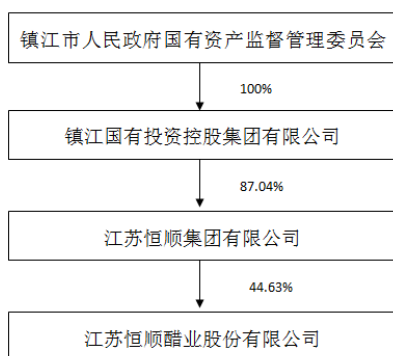 镇江市人民政府国有资产监督管理委员会
100%
镇江国有投资控股集团有限公司
87.04%
江苏恒顺集团有限公司
44.63%
江苏恒顺醋业股份有限公司